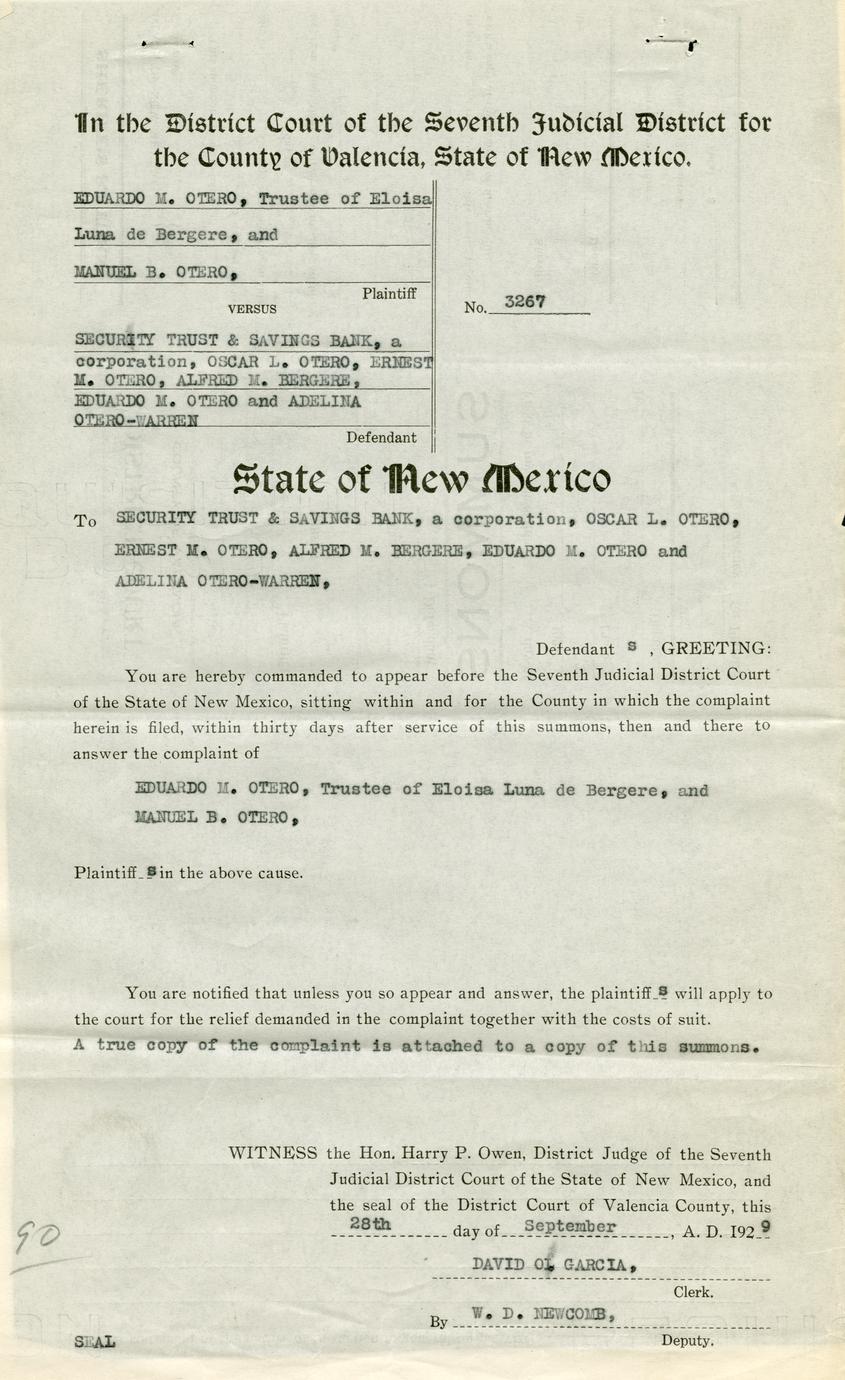 In the District Court of the Seventh Judicial District for
the County of Valencia, State of New Mexico.
EDUARDO M. OTERO, Trustee of Eloisa
Luna de Bergere, and
MANUEL B. OTERO,
Plaintiff
VERSUS
No. 3267
SECURITY TRUST & SAVINGS BANK, a
corporation, OSCAR L. OTERO, ERNEST
M. OTERO, ALFRED M. BERGERE,
EDUARDO M. OTERO and ADELINA
OTERO-WARREN
Defendant
State of New Mexico
To SECURITY TRUST & SAVINGS BANK, a corporation, OSCAR L. OTERO,
ERNEST M. OTERO, ALFRED M. BERGERE, EDUARDO M. OTERO and
ADELINA OTERO-WARREN,
Defendant s , GREETING:
You are hereby commanded to appear before the Seventh Judicial District Court
of the State of New Mexico, sitting within and for the County in which the complaint
herein is filed, within thirty days after service of this summons, then and there to
answer the complaint of
EDUARDO M. OTERO, Trustee of Eloisa Luna de Bergere, and
MANUEL B. OTERO,
Plaintiff s in the above cause.
You are notified that unless you so appear and answer, the plaintiff s will apply to
the court for the relief demanded in the complaint together with the costs of suit.
A true copy of the complaint is attached to a copy of this summons.
WITNESS the Hon. Harry P. Owen, District Judge of the Seventh
Judicial District Court of the State of New Mexico, and
the seal of the District Court of Valencia County, this
28th day of September, A. D. 1929
90
DAVID GARCIA,
Clerk.
By W. D. NEWCOMB,
SEAL
Deputy.